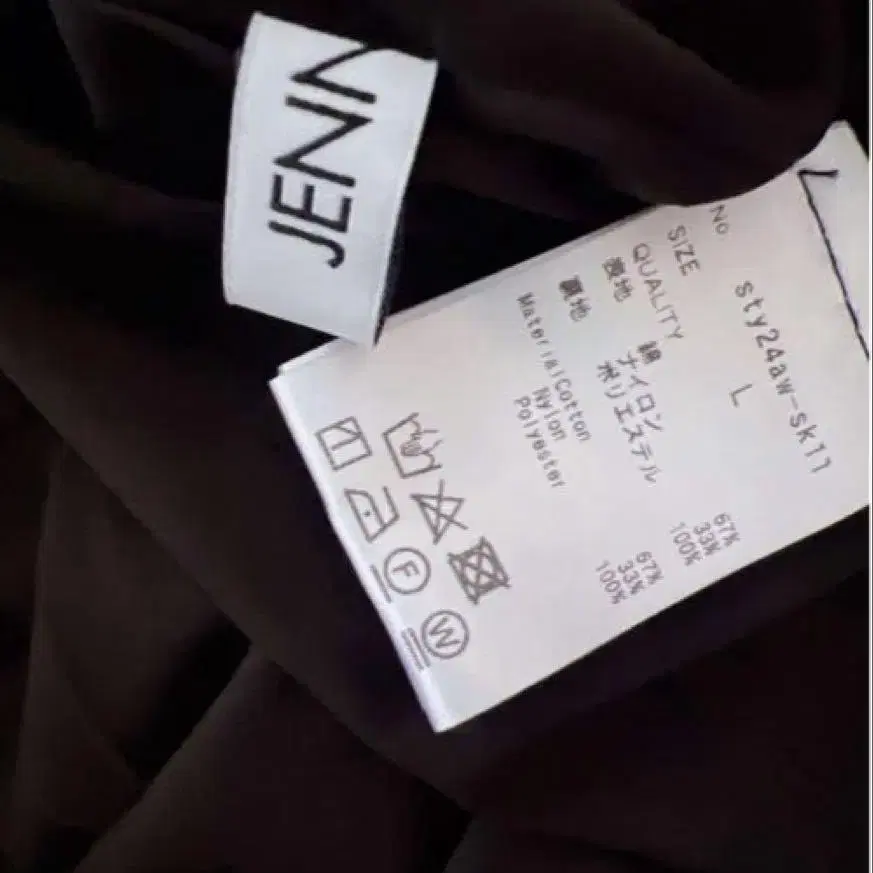 JENN
No sty24aw-sk11
SIZE L
QUALITY
表地 綿 67%
ナイロン 33%
裏地 ポリエステル 100%
Material Cotton 67%
Nylon 33%
Polyester 100%
F
W